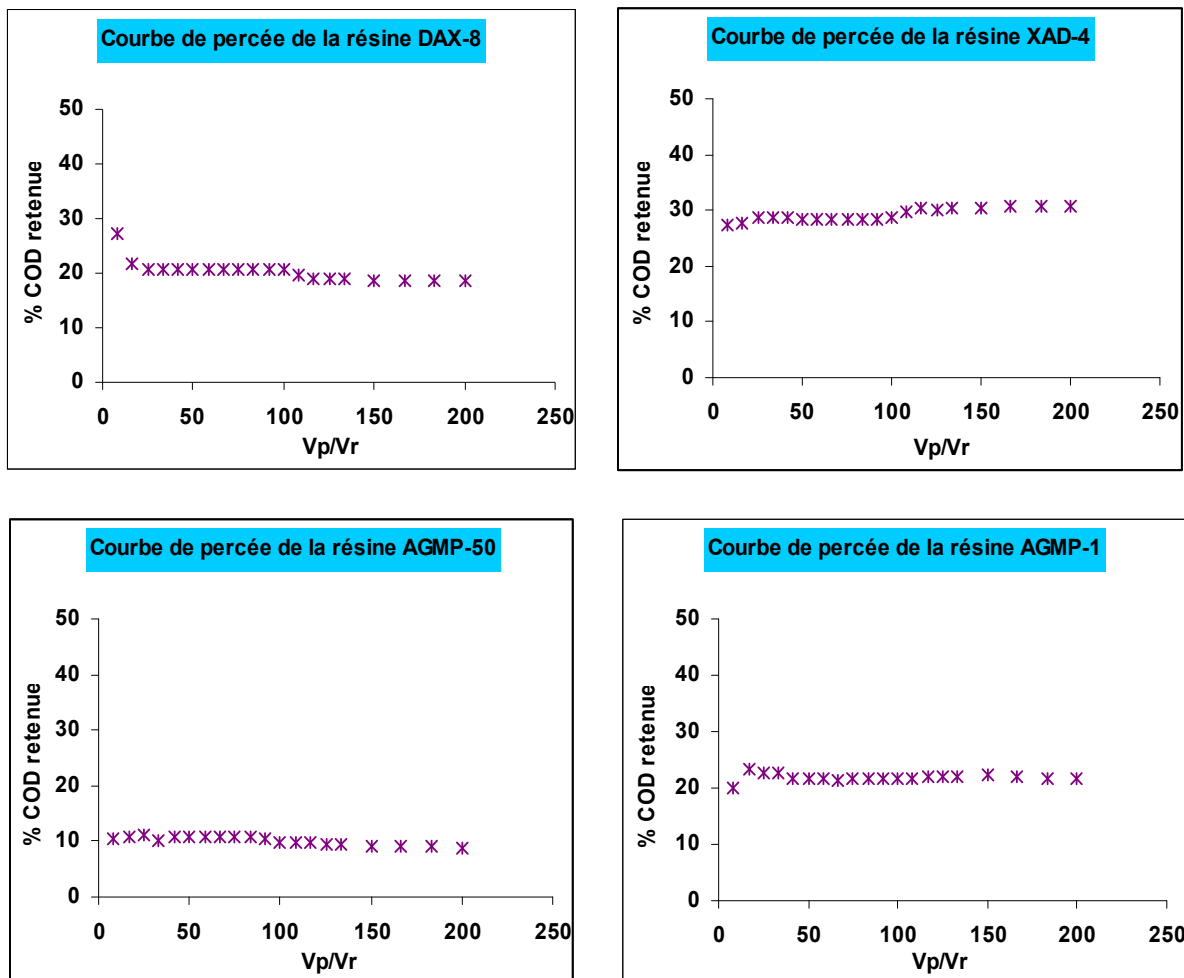 Courbe de percée de la résine DAX-8
50
40
30
20
10
0
% COD retenue
0 50 100 150 200 250
Vp/Vr
Courbe de percée de la résine XAD-4
50
40
30
20
10
0
% COD retenue
0 50 100 150 200 250
Vp/Vr
Courbe de percée de la résine AGMP-50
50
40
30
20
10
0
% COD retenue
0 50 100 150 200 250
Vp/Vr
Courbe de percée de la résine AGMP-1
50
40
30
20
10
0
% COD retenue
0 50 100 150 200 250
Vp/Vr